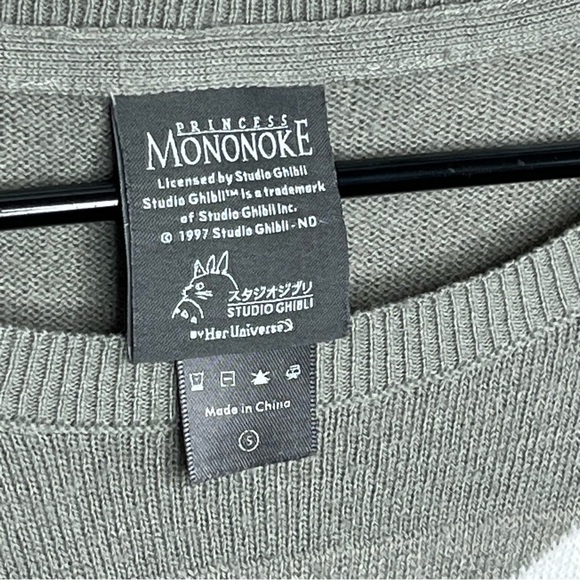 PRINCESS
MONONOKE
Licensed by Studio Ghibli
Studio Ghibli™ is a trademark
of Studio Ghibli Inc.
© 1997 Studio Ghibli - ND
スタジオジブリ
STUDIO GHIBLI
BY Her Universe
Made in China
S